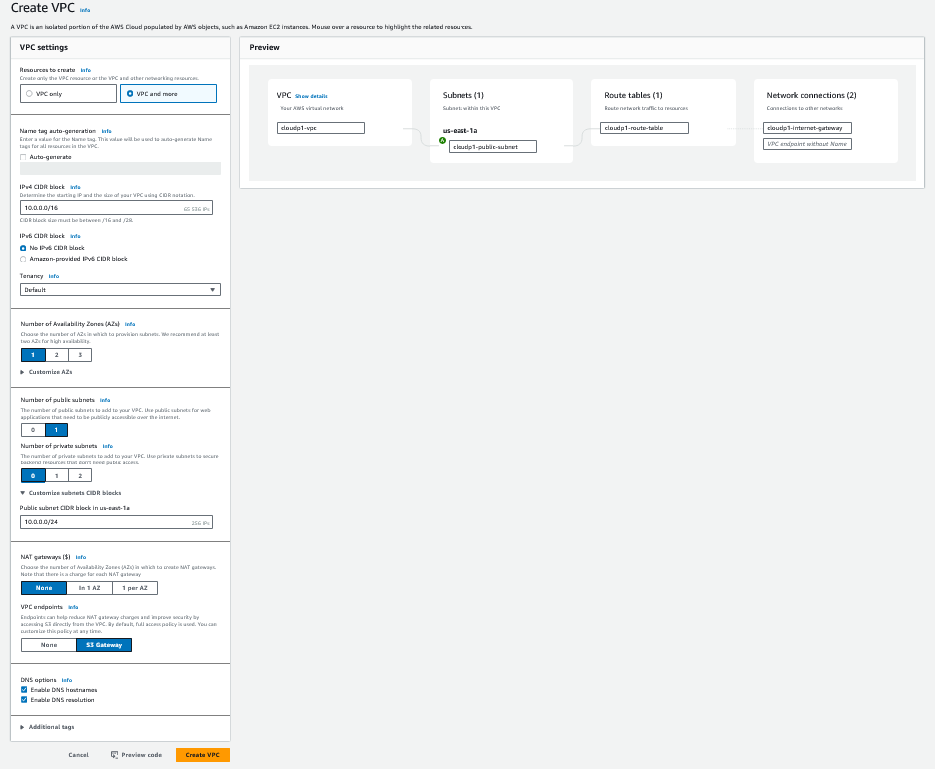 Create VPC Info
A VPC is an isolated portion of the AWS Cloud populated by AWS objects, such as Amazon EC2 instances. Mouse over a resource to highlight the related resources.
VPC settings
Resources to create Info
Create only the VPC resource or the VPC and other networking resources.
VPC only
VPC and more
Name tag auto-generation Info
Enter a value for the Name tag. This value will be used to auto-generate Name
tags for all resources in the VPC.
Auto-generate
IPv4 CIDR block Info
Determine the starting IP and the size of your VPC using CIDR notation.
10.0.0.0/16
65 536 IPs
CIDR block size must be between /16 and /28.
IPv6 CIDR block Info
No IPv6 CIDR block
Amazon-provided IPv6 CIDR block
Tenancy Info
Default
Number of Availability Zones (AZs) Info
Choose the number of AZs in which to provision subnets. We recommend at least
two AZs for high availability.
1
2
3
Customize AZs
Number of public subnets Info
The number of public subnets to add to your VPC. Use public subnets for web
applications that need to be publicly accessible over the internet.
0
1
Number of private subnets Info
The number of private subnets to add to your VPC. Use private subnets to secure
backend resources that don't need public access.
0
1
2
Customize subnets CIDR blocks
Public subnet CIDR block in us-east-1a
10.0.0.0/24
256 IPs
NAT gateways ($) Info
Choose the number of Availability Zones (AZs) in which to create NAT gateways.
Note that there is a charge for each NAT gateway
None
In 1 AZ
1 per AZ
VPC endpoints Info
Endpoints can help reduce NAT gateway charges and improve security by
accessing S3 directly from the VPC. By default, full access policy is used. You can
customize this policy at any time.
None
S3 Gateway
DNS options Info
Enable DNS hostnames
Enable DNS resolution
Additional tags
Cancel
Preview code
Create VPC
Preview
VPC Show details
Your AWS virtual network
cloudp1-vpc
Subnets (1)
Subnets within this VPC
us-east-1a
A
cloudp1-public-subnet
Route tables (1)
Route network traffic to resources
cloudp1-route-table
Network connections (2)
Connections to other networks
cloudp1-internet-gateway
VPC endpoint without Name